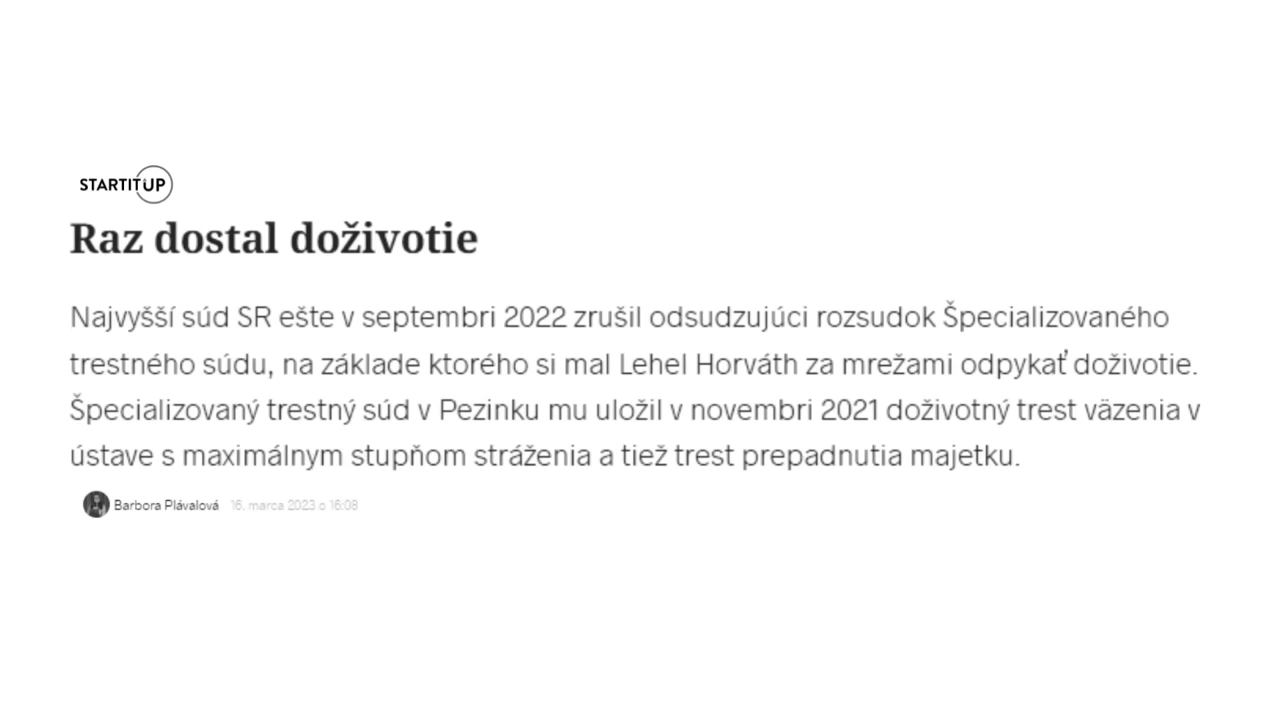 STARTITUP
Raz dostal doživotie
Najvyšší súd SR ešte v septembri 2022 zrušil odsudzujúci rozsudok Špecializovaného
trestného súdu, na základe ktorého si mal Lehel Horváth za mrežami odpykať doživotie.
Špecializovaný trestný súd v Pezinku mu uložil v novembri 2021 doživotný trest väzenia v
ústave s maximálnym stupňom stráženia a tiež trest prepadnutia majetku.
Barbora Plávalová 16. marca 2023 o 16:08